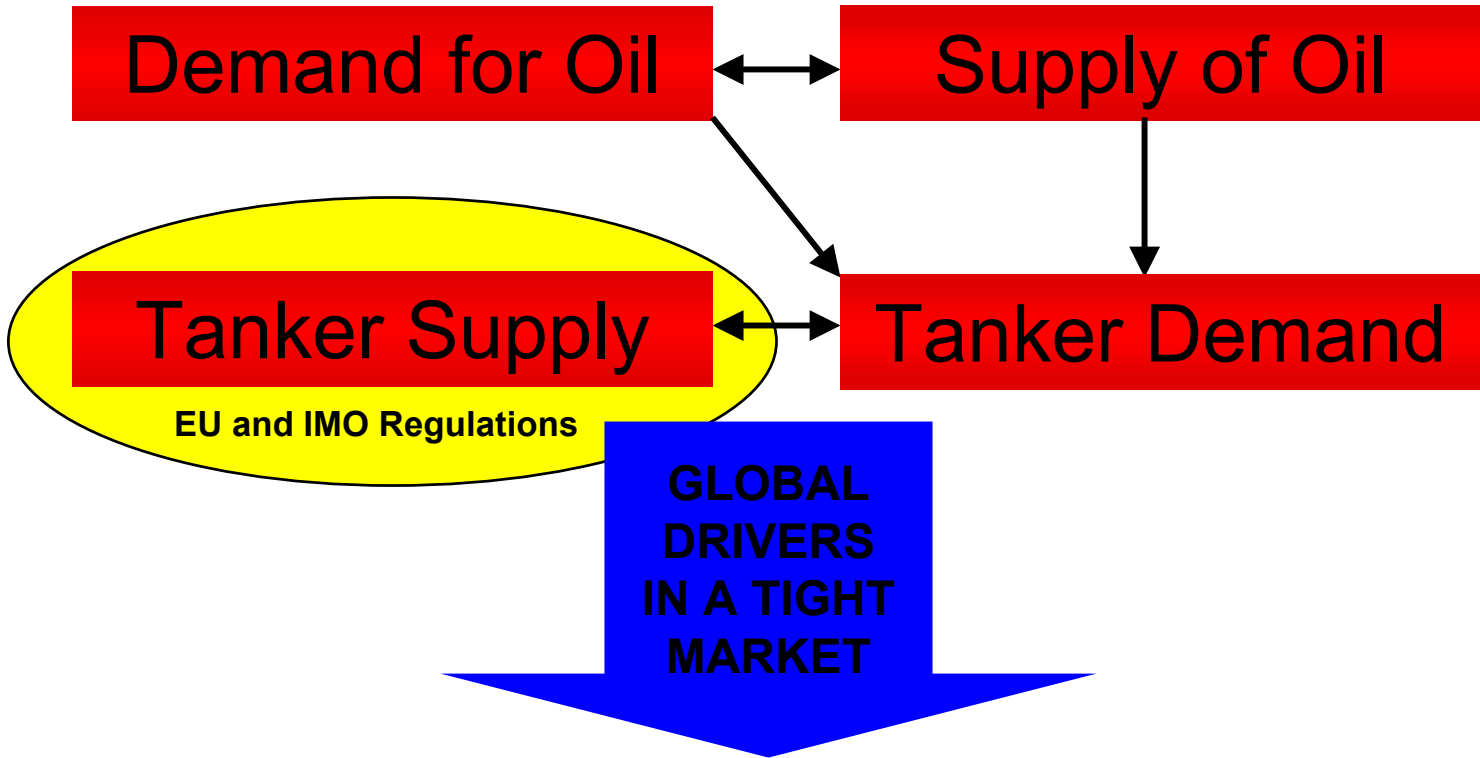 Demand for Oil
Supply of Oil
Tanker Supply
Tanker Demand
EU and IMO Regulations
GLOBAL
DRIVERS
IN A TIGHT
MARKET